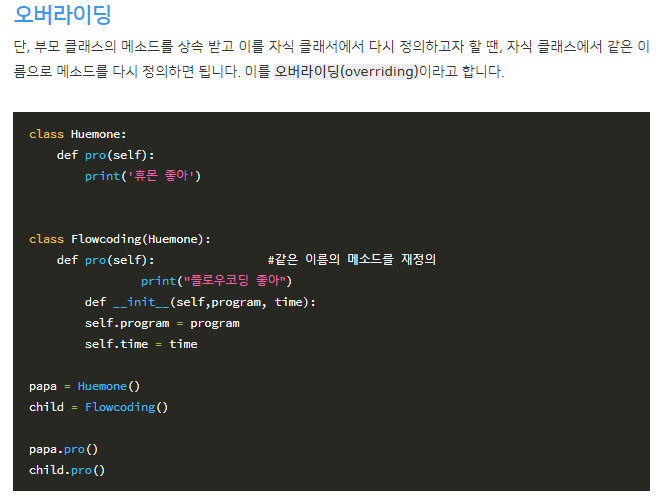 오버라이딩
단, 부모 클래스의 메소드를 상속 받고 이를 자식 클래서에서 다시 정의하고자 할 땐, 자식 클래스에서 같은 이
름으로 메소드를 다시 정의하면 됩니다. 이를 오버라이딩(overriding)이라고 합니다.
class Huemone:
    def pro(self):
        print('휴몬 좋아')
class Flowcoding(Huemone):
    def pro(self):                #같은 이름의 메소드를 재정의
                print("플로우코딩 좋아")
        def __init__(self,program, time):
        self.program = program
        self.time = time
papa = Huemone()
child = Flowcoding()
papa.pro()
child.pro()